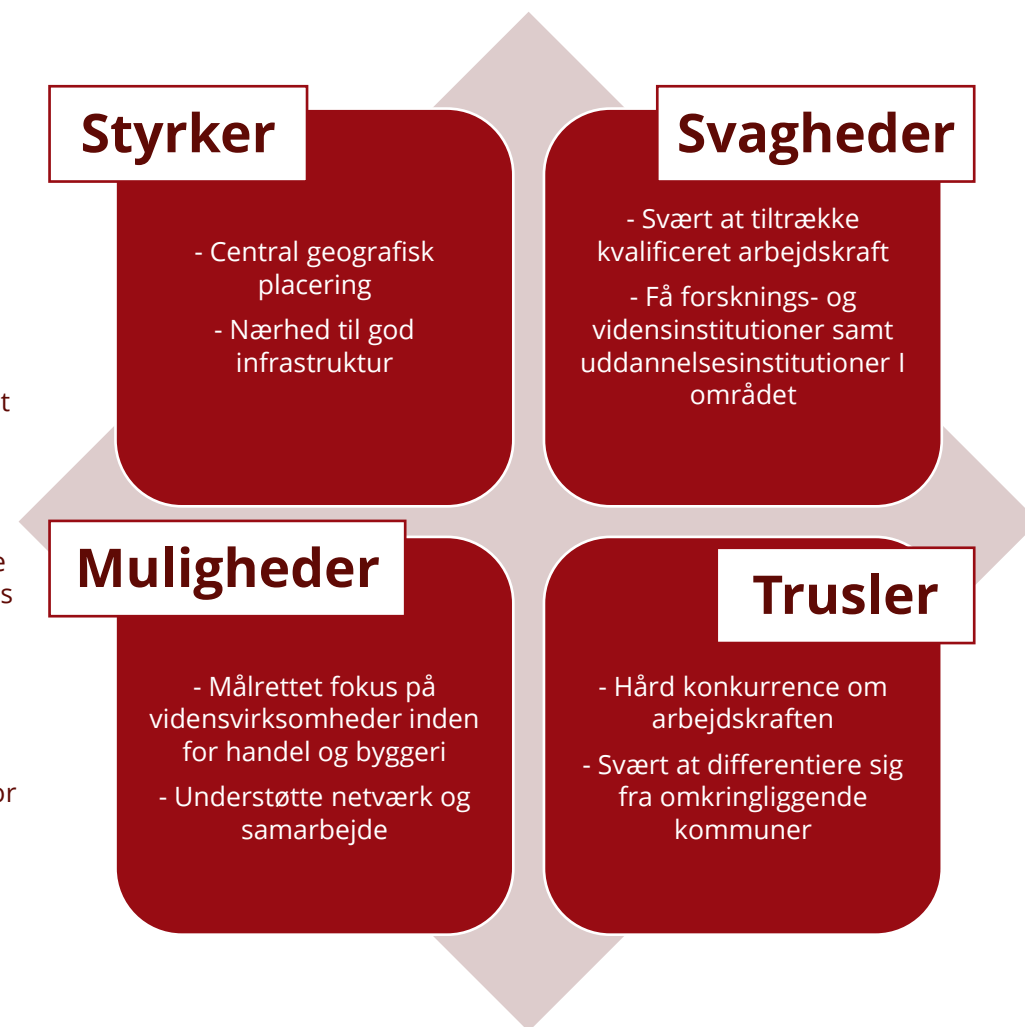 Styrker
- Central geografisk
placering
- Nærhed til god
infrastruktur
Svagheder
- Svært at tiltrække
kvalificeret arbejdskraft
- Få forsknings- og
vidensinstitutioner samt
uddannelsesinstitutioner I
området
Muligheder
- Målrettet fokus på
vidensvirksomheder inden
for handel og byggeri
- Understøtte netværk og
samarbejde
Trusler
- Hård konkurrence om
arbejdskraften
- Svært at differentiere sig
fra omkringliggende
kommuner